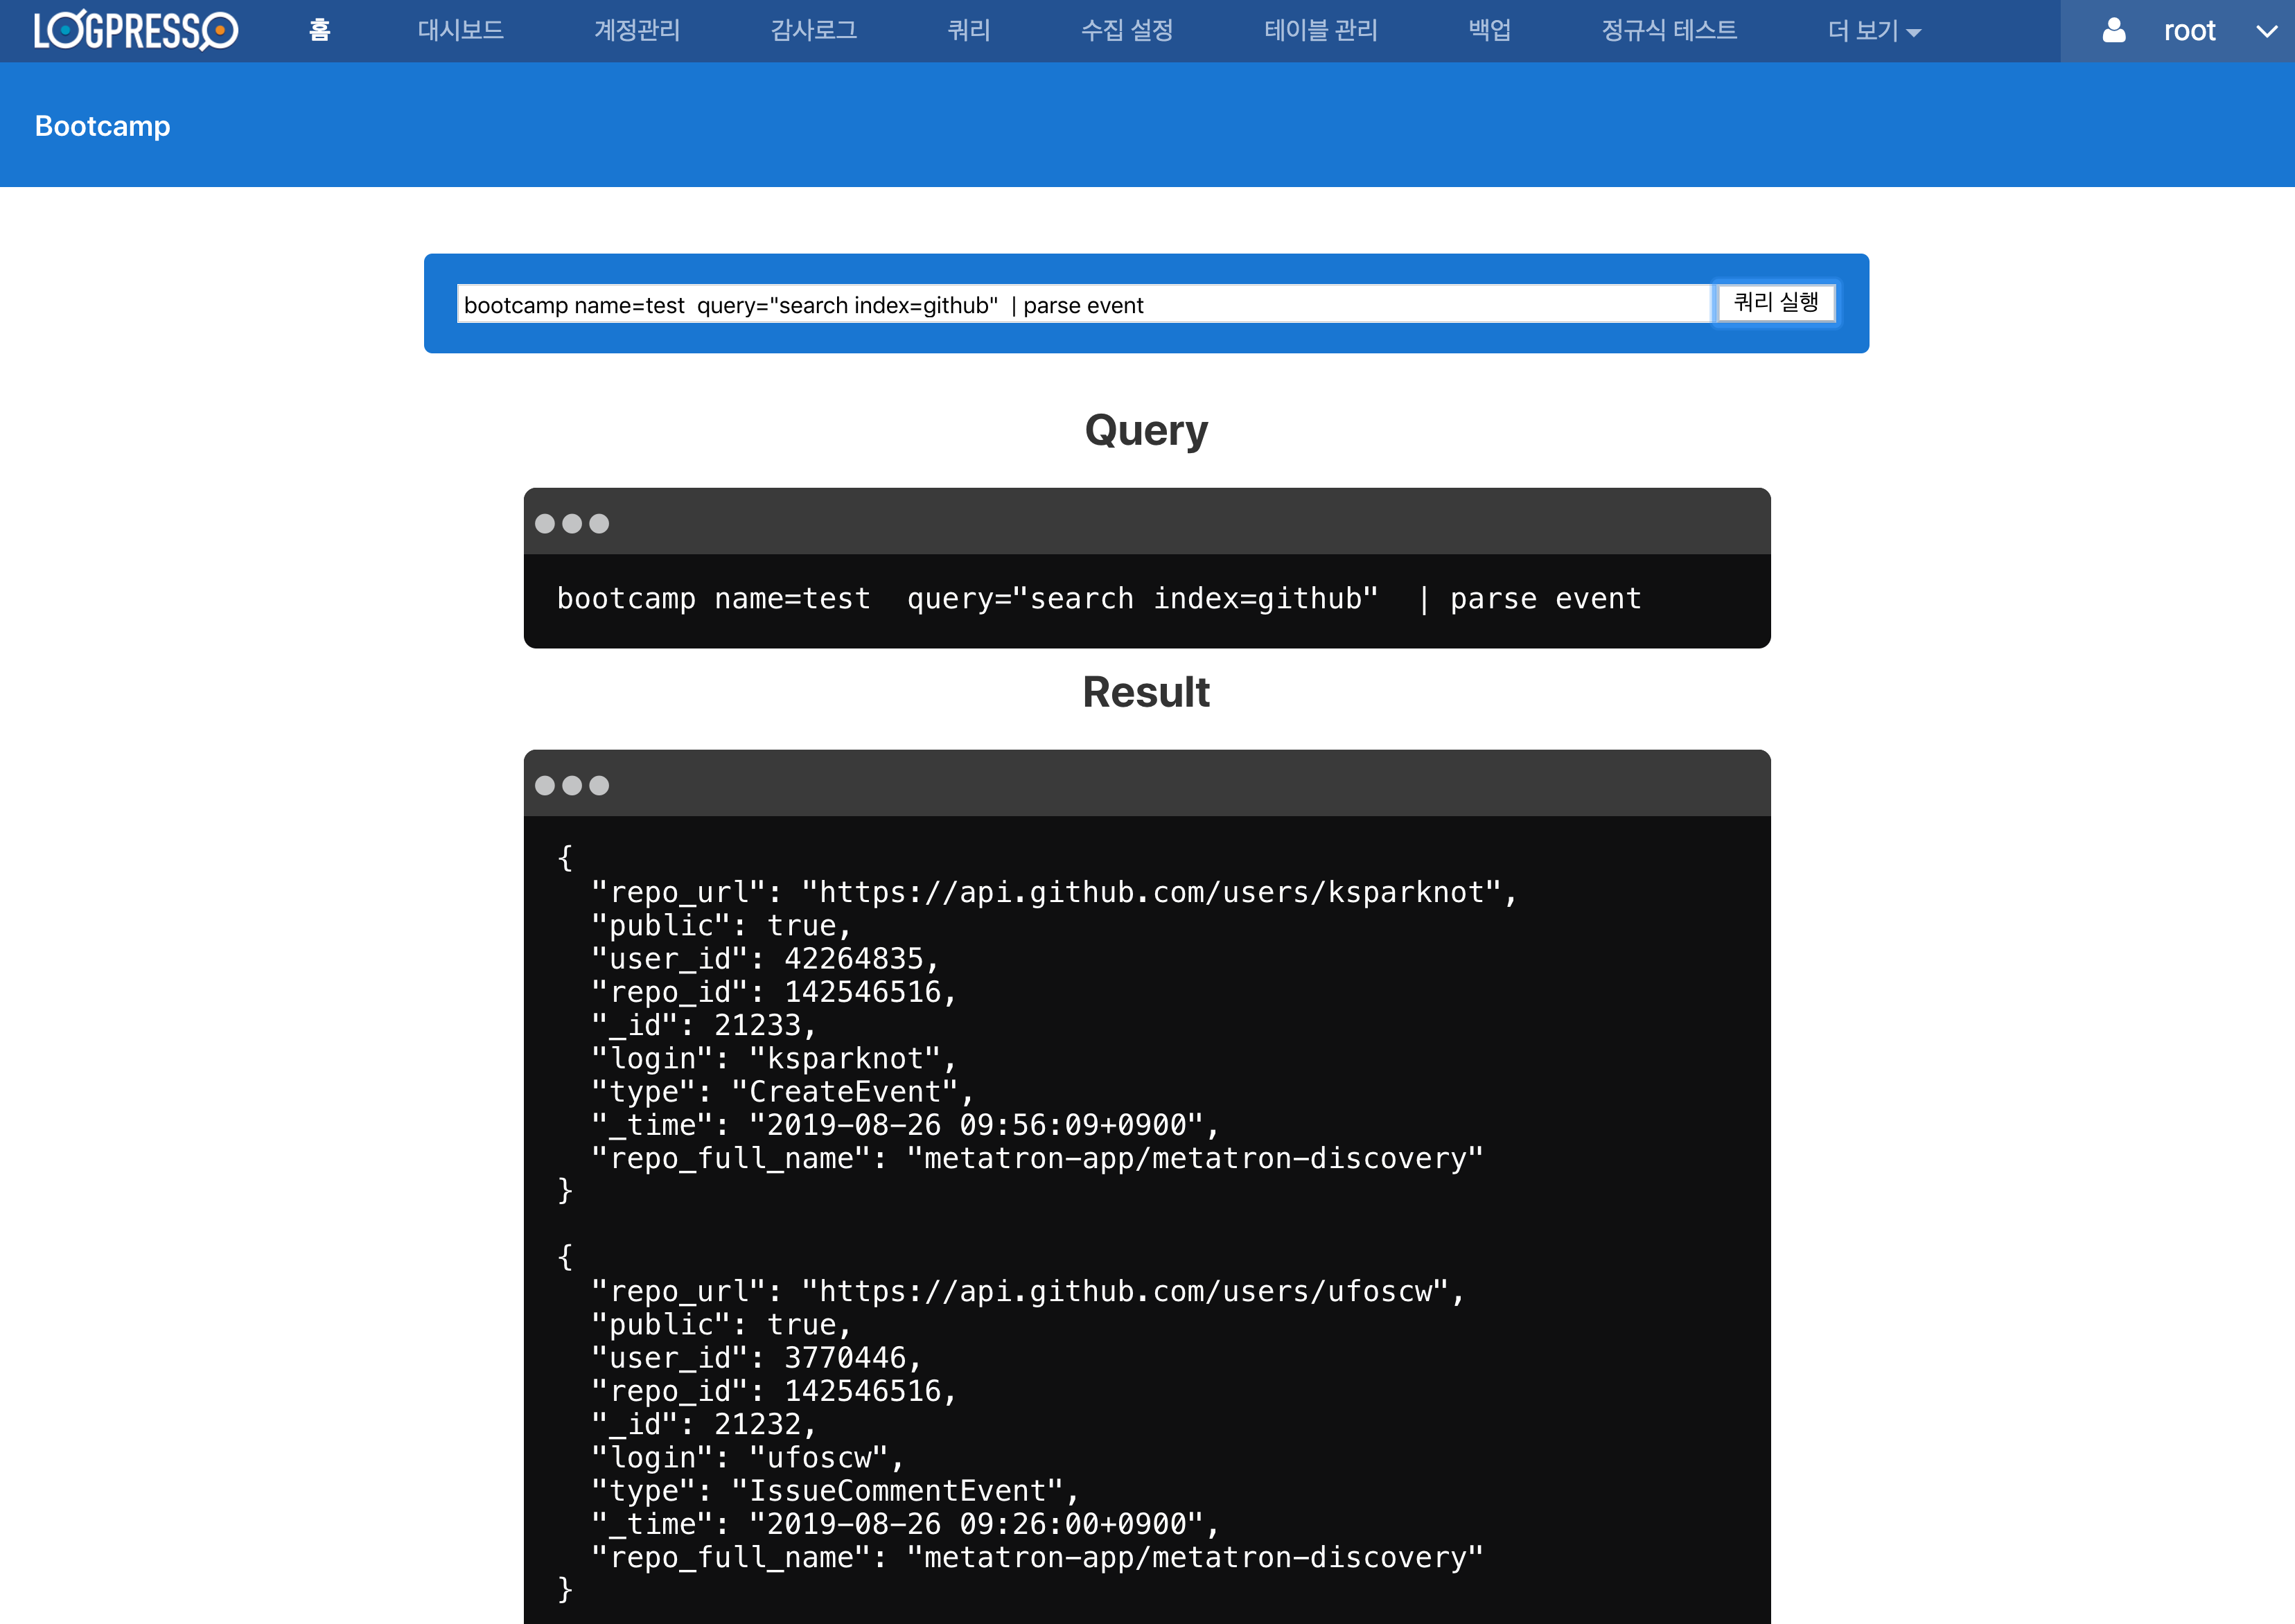 LOGPRESSO 홈 대시보드 계정관리 감사로그 쿼리 수집 설정 테이블 관리 백업 정규식 테스트 더 보기 root
Bootcamp
bootcamp name=test  query="search index=github"  | parse event 쿼리 실행
Query
bootcamp name=test  query="search index=github"  | parse event
Result
{
  "repo_url": "https://api.github.com/users/ksparknot",
  "public": true,
  "user_id": 42264835,
  "repo_id": 142546516,
  "_id": 21233,
  "login": "ksparknot",
  "type": "CreateEvent",
  "_time": "2019-08-26 09:56:09+0900",
  "repo_full_name": "metatron-app/metatron-discovery"
}
{
  "repo_url": "https://api.github.com/users/ufoscw",
  "public": true,
  "user_id": 3770446,
  "repo_id": 142546516,
  "_id": 21232,
  "login": "ufoscw",
  "type": "IssueCommentEvent",
  "_time": "2019-08-26 09:26:00+0900",
  "repo_full_name": "metatron-app/metatron-discovery"
}